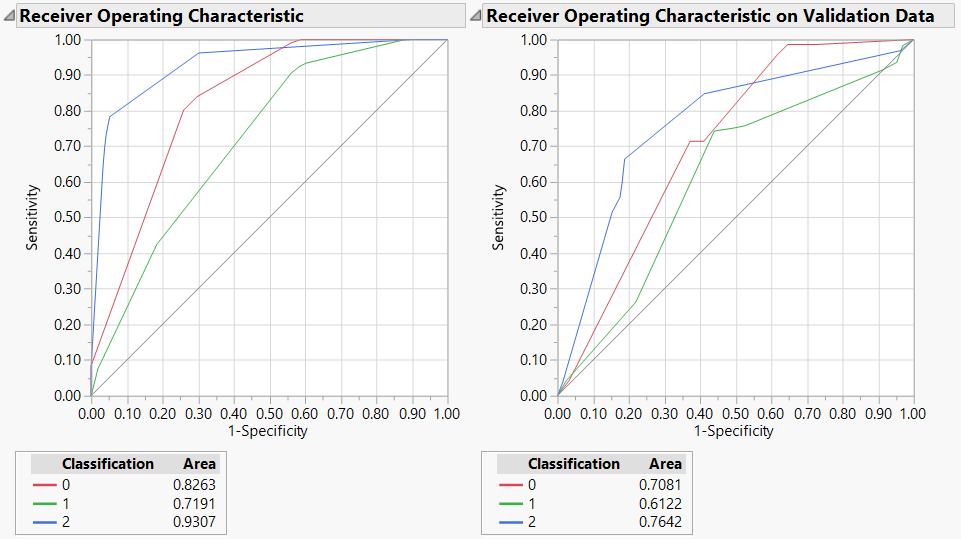 Receiver Operating Characteristic
1.00
0.90
0.80
0.70
0.60
0.50
0.40
0.30
0.20
0.10
0.00
Sensitivity
0.00 0.10 0.20 0.30 0.40 0.50 0.60 0.70 0.80 0.90 1.00
1-Specificity
Classification Area
0 0.8263
1 0.7191
2 0.9307
Receiver Operating Characteristic on Validation Data
1.00
0.90
0.80
0.70
0.60
0.50
0.40
0.30
0.20
0.10
0.00
Sensitivity
0.00 0.10 0.20 0.30 0.40 0.50 0.60 0.70 0.80 0.90 1.00
1-Specificity
Classification Area
0 0.7081
1 0.6122
2 0.7642